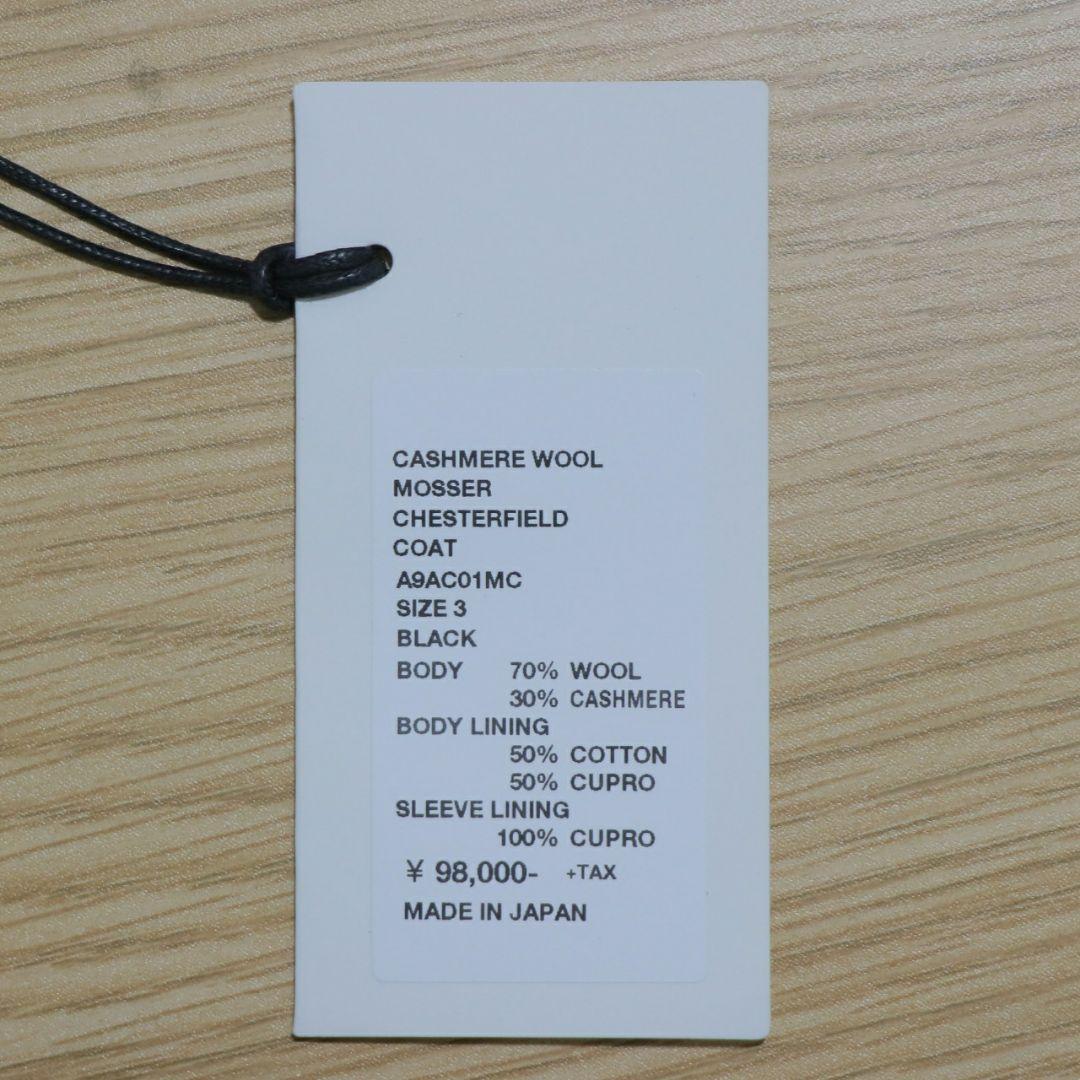 CASHMERE WOOL
MOSSER
CHESTERFIELD
COAT
A9AC01MC
SIZE 3
BLACK
BODY 70% WOOL
30% CASHMERE
BODY LINING
50% COTTON
50% CUPRO
SLEEVE LINING
100% CUPRO
¥ 98,000- +TAX
MADE IN JAPAN